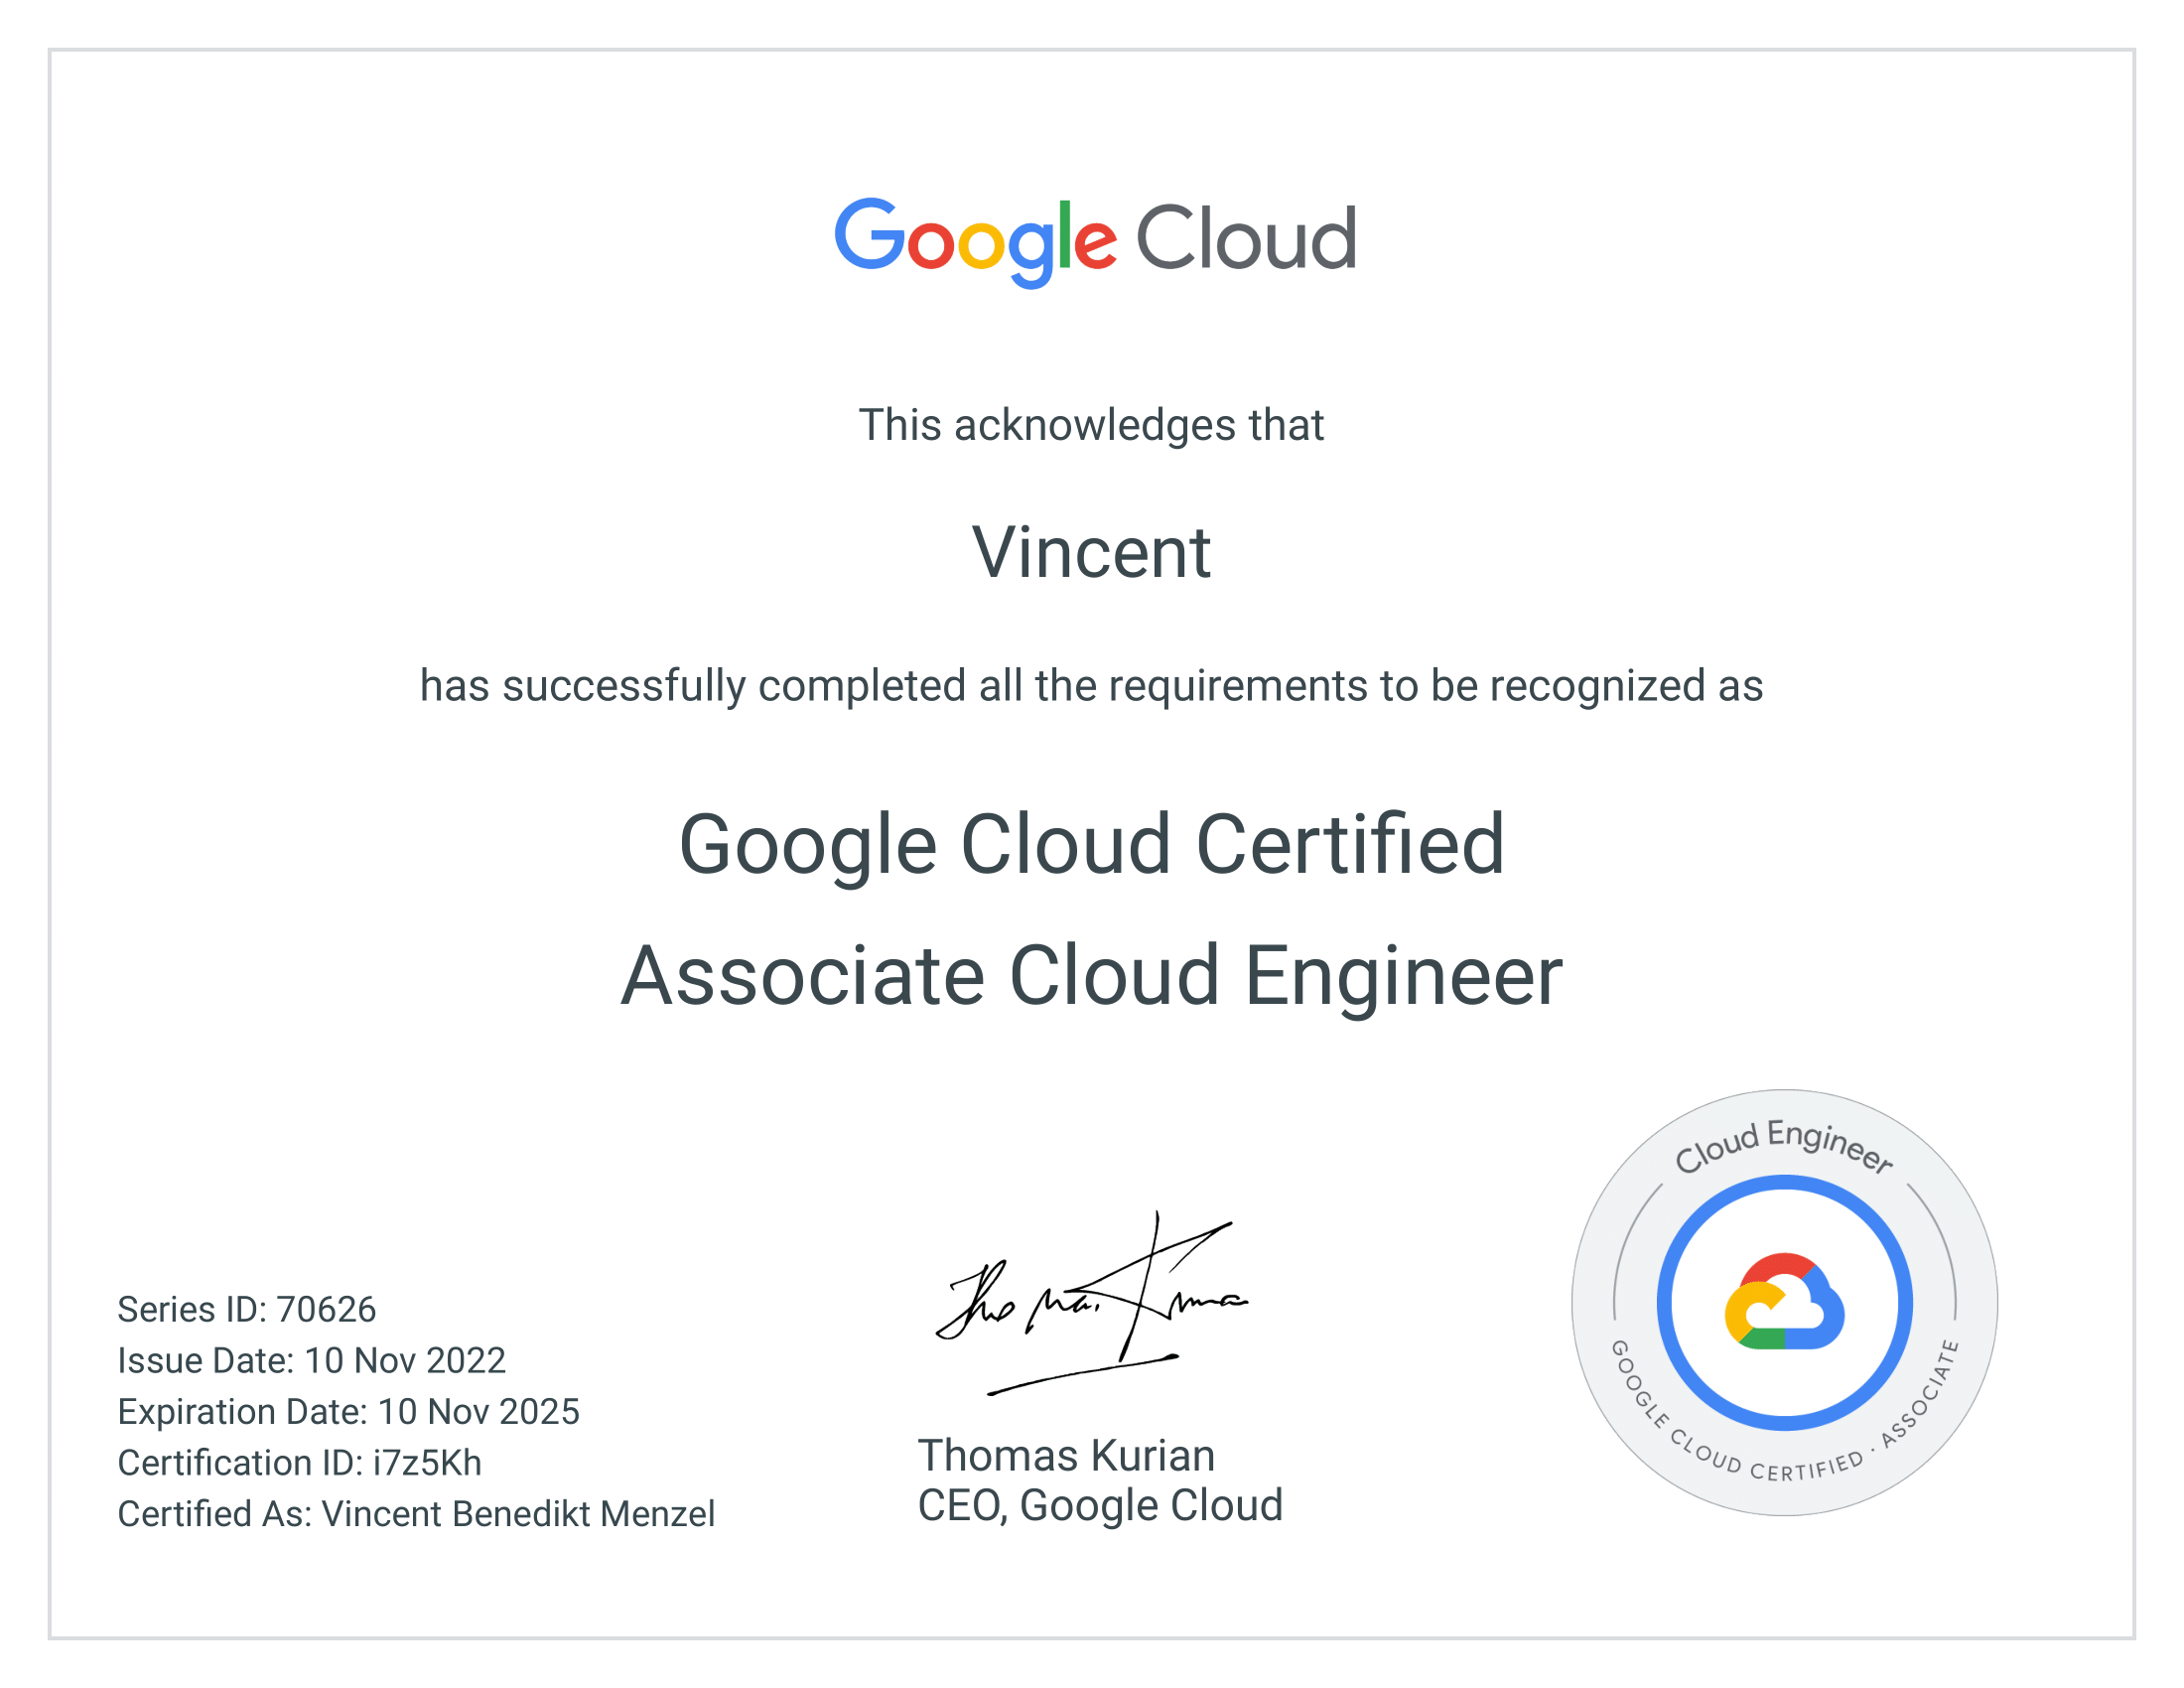 Google Cloud
This acknowledges that
Vincent
has successfully completed all the requirements to be recognized as
Google Cloud Certified
Associate Cloud Engineer
Series ID: 70626
Issue Date: 10 Nov 2022
Expiration Date: 10 Nov 2025
Certification ID: i7z5Kh
Certified As: Vincent Benedikt Menzel
Thomas Kurian
Thomas Kurian
CEO, Google Cloud
Cloud Engineer
GOOGLE CLOUD CERTIFIED · ASSOCIATE